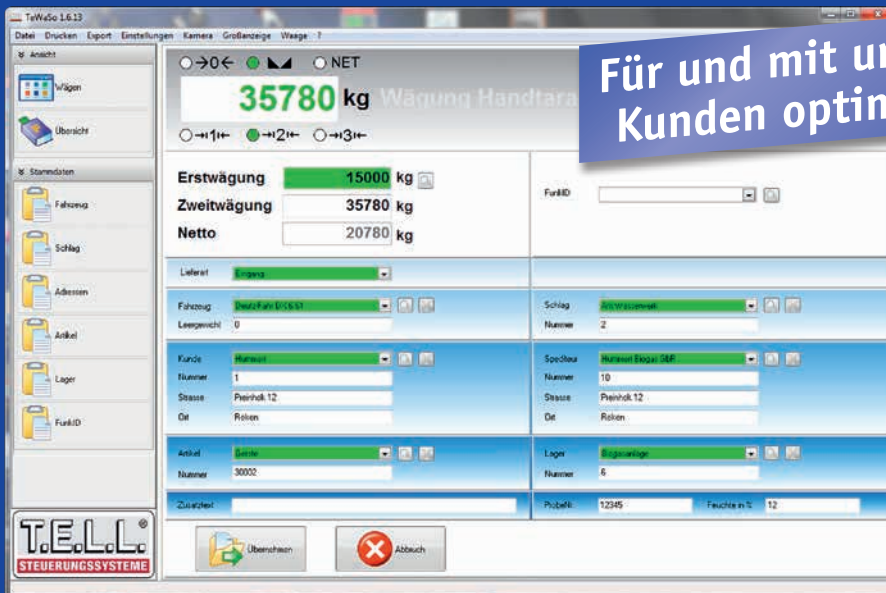 TeWaSo 1.6.13
Datei Drucken Export Einstellungen Kamera Großanzeige Waage ?
Ansicht
Wägen
Übersicht
Stammdaten
Fahrzeug
Schlag
Adressen
Artikel
Lager
FunkID
T.E.L.L.®
STEUERUNGSSYSTEME
→0← NET
35780 kg Wägung Handtara
→1← →2← →3←
Für und mit un
Kunden optim
Erstwägung 15000 kg
Zweitwägung 35780 kg
Netto 20780 kg
FunkID
Lieferart Eingang
Fahrzeug Deutz-Fahr
Leergewicht 0
Schlag
Nummer 2
Kunde
Nummer 1
Strasse 12
Ort Reken
Spediteur Biogas GbR
Nummer 10
Strasse 12
Ort Reken
Artikel Gerste
Nummer 30002
Lager Biogasanlage
Nummer 6
Zusatztext
ProbeNr. 12345 Feuchte in % 12
Übernehmen
Abbruch